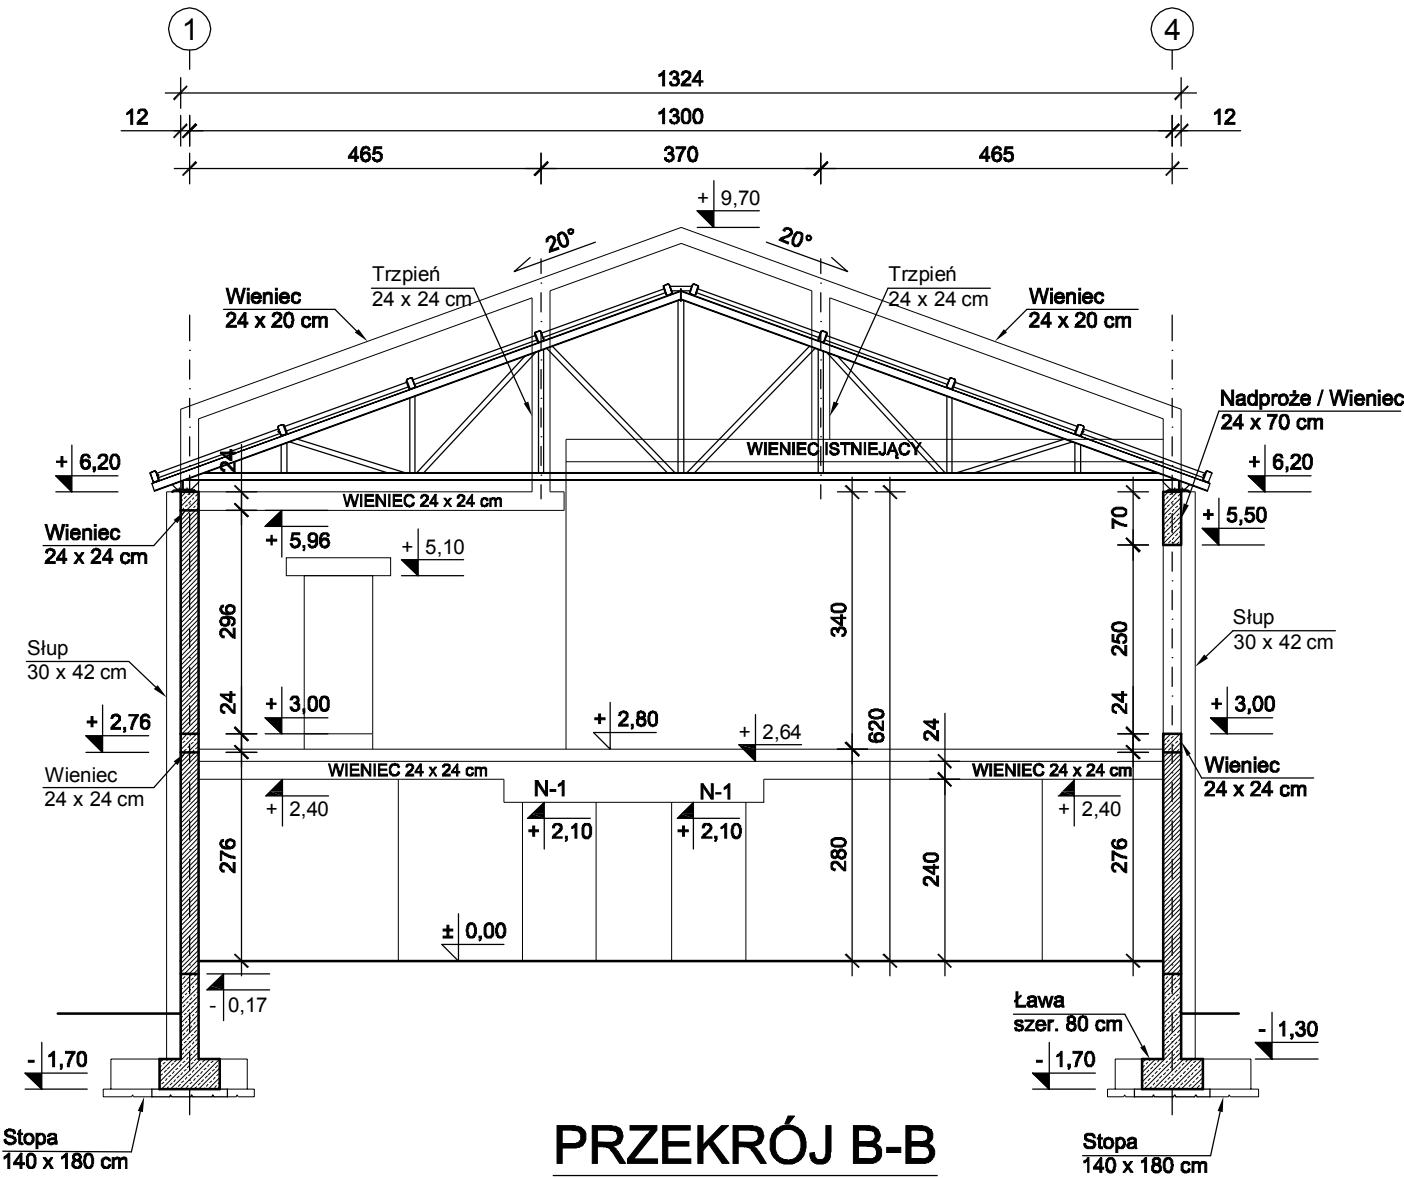 1
4
1324
12
1300
12
465
370
465
+ 9,70
20°
20°
Trzpień
24 x 24 cm
Trzpień
24 x 24 cm
Wieniec
24 x 20 cm
Wieniec
24 x 20 cm
Nadproże / Wieniec
24 x 70 cm
WIENIEC ISTNIEJĄCY
+ 6,20
24
+ 6,20
WIENIEC 24 x 24 cm
Wieniec
24 x 24 cm
+ 5,96
+ 5,10
70
+ 5,50
296
340
250
Słup
30 x 42 cm
Słup
30 x 42 cm
+ 2,76
24
+ 3,00
+ 2,80
+ 2,64
620
24
24
+ 3,00
Wieniec
24 x 24 cm
WIENIEC 24 x 24 cm
WIENIEC 24 x 24 cm
Wieniec
24 x 24 cm
+ 2,40
N-1
N-1
+ 2,40
+ 2,10
+ 2,10
276
280
240
276
± 0,00
- 0,17
Ława
szer. 80 cm
- 1,30
- 1,70
- 1,70
Stopa
140 x 180 cm
PRZEKRÓJ B-B
Stopa
140 x 180 cm